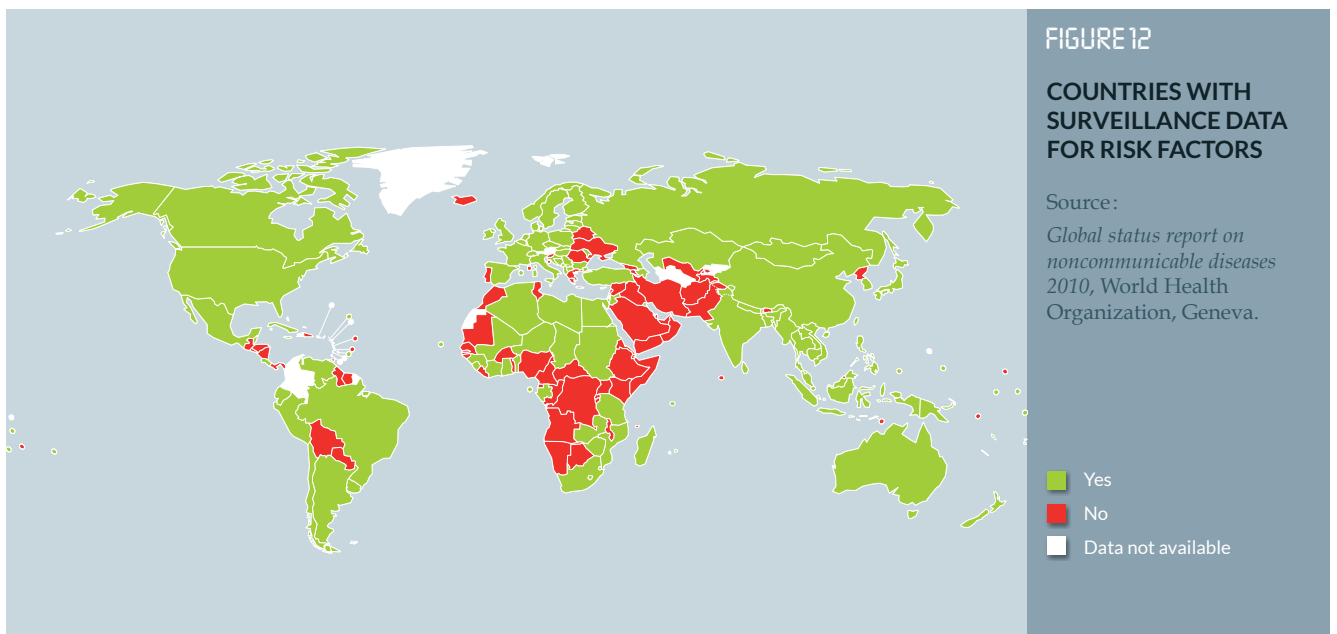 FIGURE 12
COUNTRIES WITH
SURVEILLANCE DATA
FOR RISK FACTORS
Source:
Global status report on
noncommunicable diseases
2010, World Health
Organization, Geneva.
Yes
No
Data not available